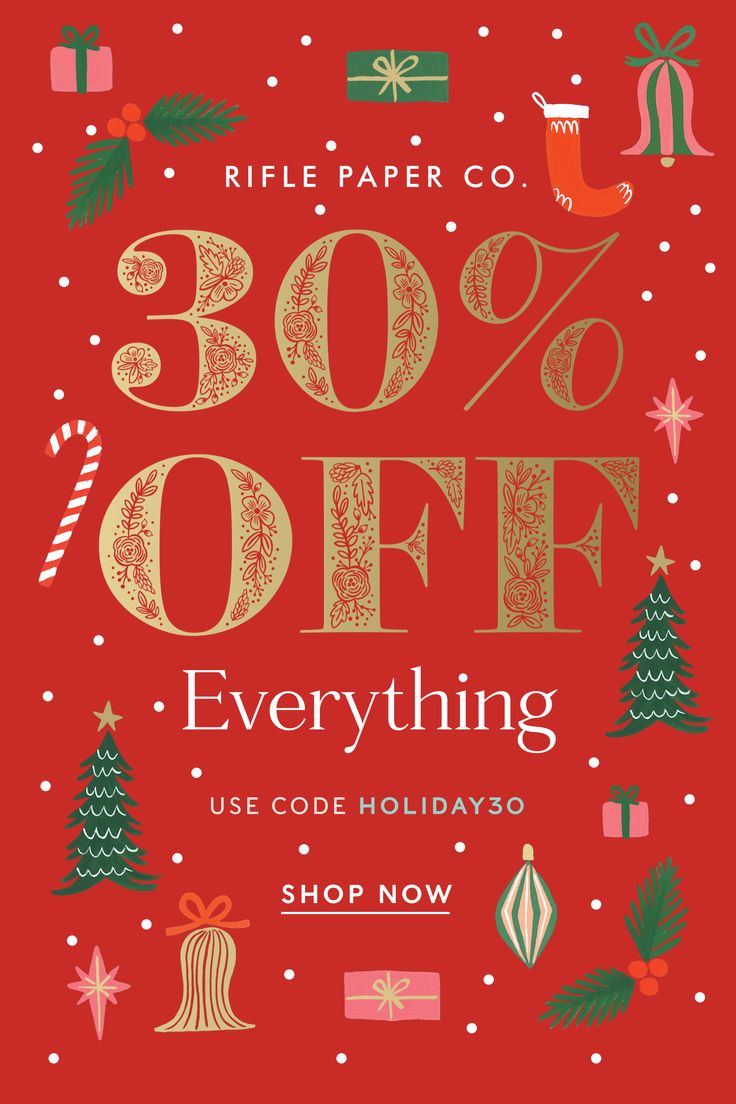 RIFLE PAPER CO.
30%
OFF
Everything
USE CODE HOLIDAY30
SHOP NOW